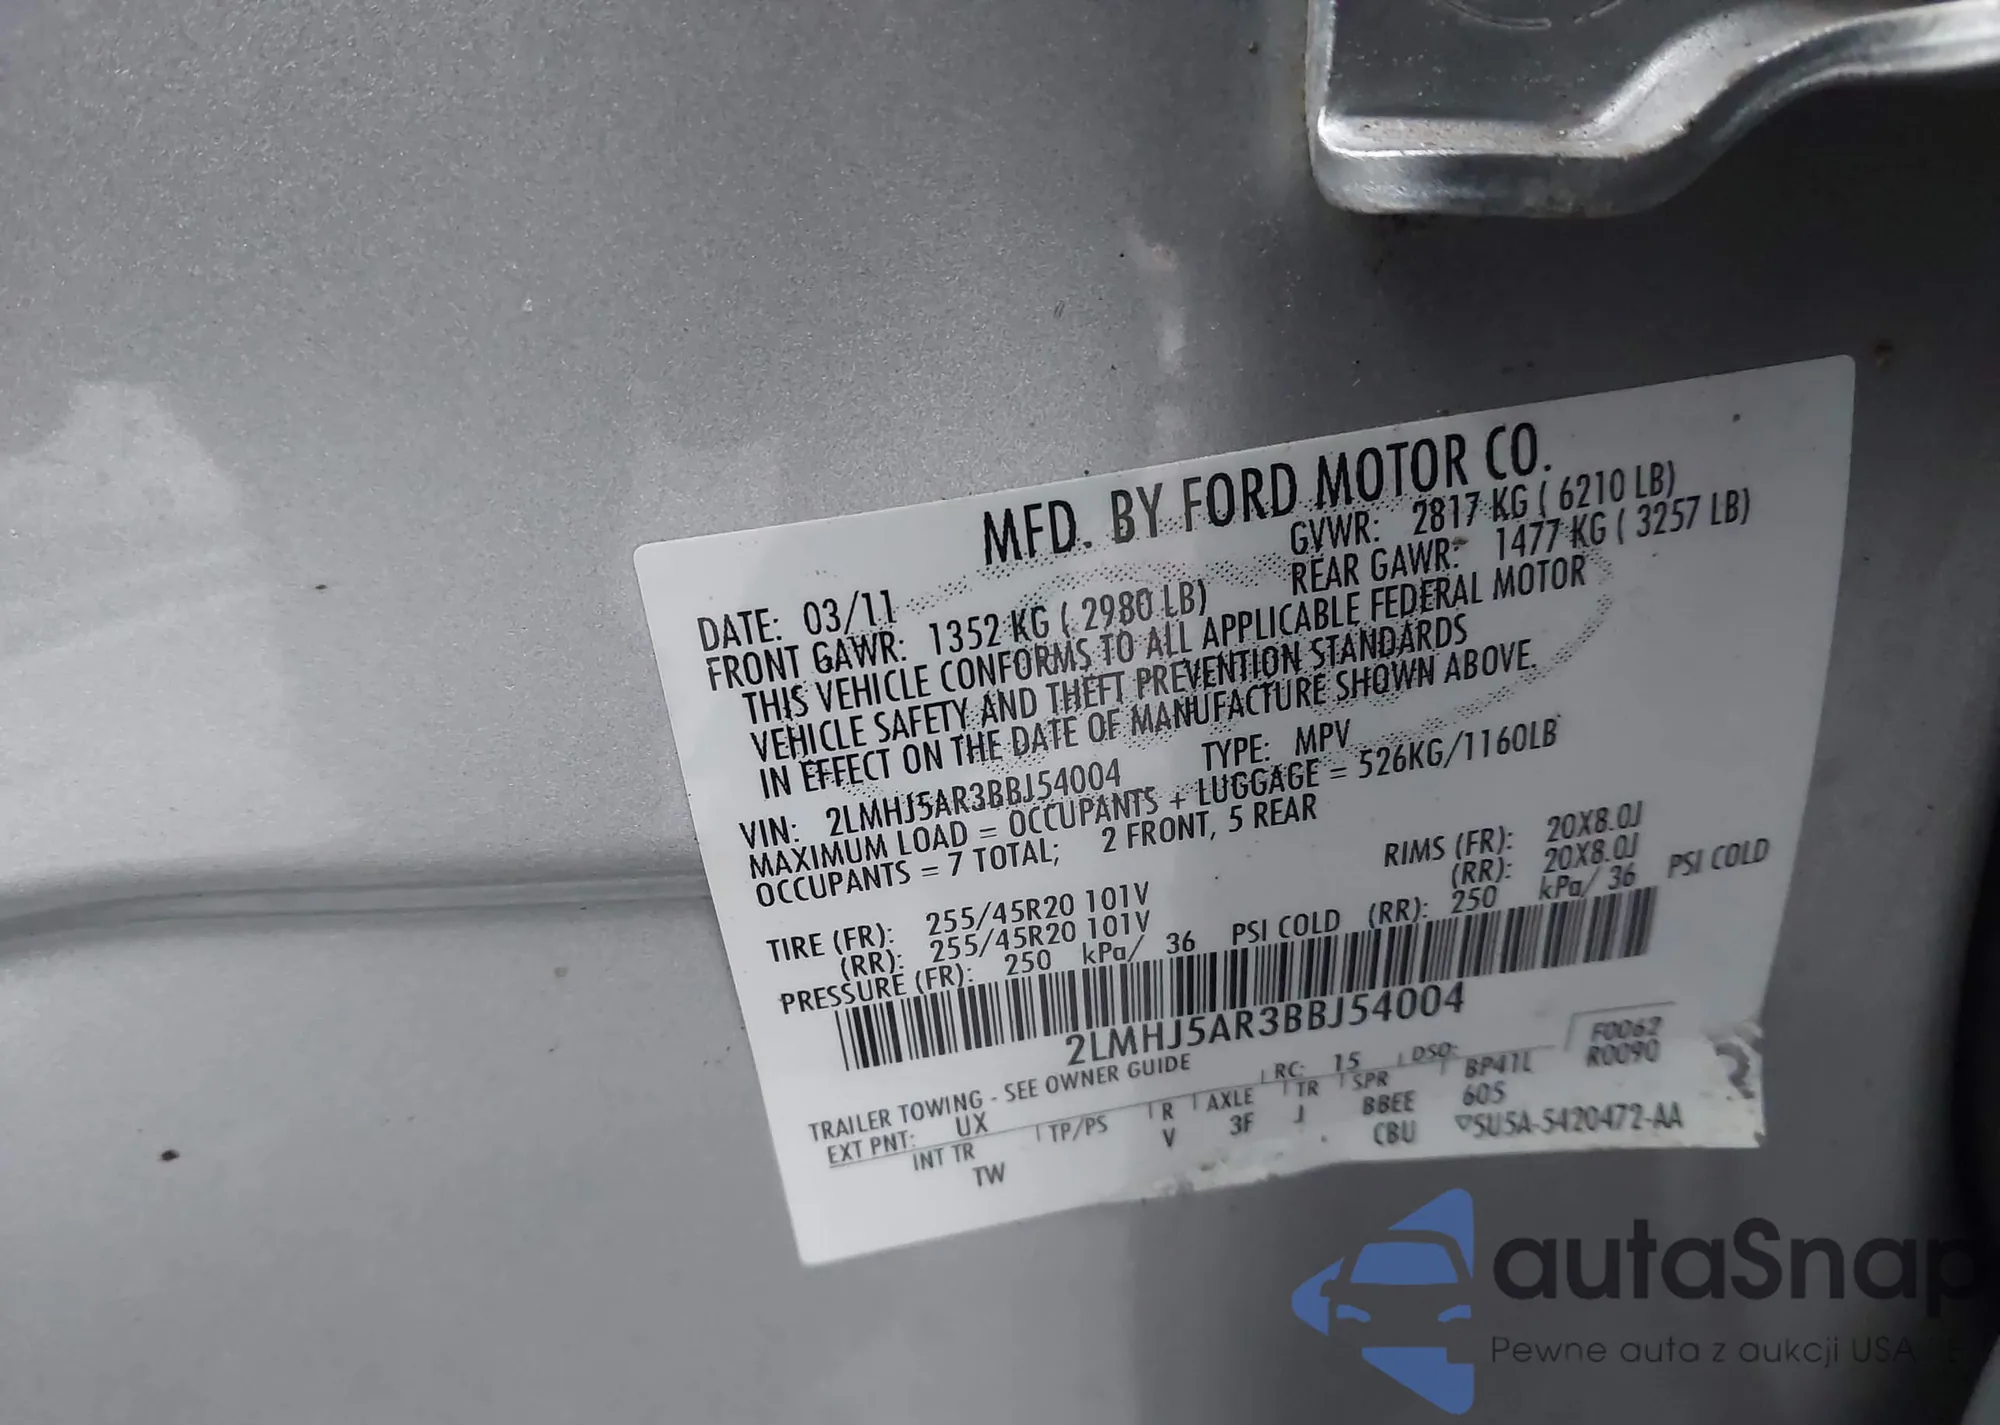 MFD. BY FORD MOTOR CO.
DATE: 03/11 GVWR: 2817 KG ( 6210 LB)
FRONT GAWR: 1352 KG ( 2980 LB) REAR GAWR: 1477 KG ( 3257 LB)
THIS VEHICLE CONFORMS TO ALL APPLICABLE FEDERAL MOTOR
VEHICLE SAFETY AND THEFT PREVENTION STANDARDS
IN EFFECT ON THE DATE OF MANUFACTURE SHOWN ABOVE.
VIN: 2LMHJ5AR3BBJ54004 TYPE: MPV
MAXIMUM LOAD = OCCUPANTS + LUGGAGE = 526KG/1160LB
OCCUPANTS = 7 TOTAL; 2 FRONT, 5 REAR
TIRE (FR): 255/45R20 101V RIMS (FR): 20X8.0J
(RR): 255/45R20 101V (RR): 20X8.0J
PRESSURE (FR): 250 kPa/ 36 PSI COLD (RR): 250 kPa/ 36 PSI COLD
2LMHJ5AR3BBJ54004
F0062
R0090
TRAILER TOWING - SEE OWNER GUIDE
EXT PNT: UX RC: 15 DSO: BP41L
INT TR TP/PS R AXLE TR SPR 605
TW V 3F J BBEE
CBU ▽5U5A-5420472-AA
autaSnap
Pewne auta z aukcji USA